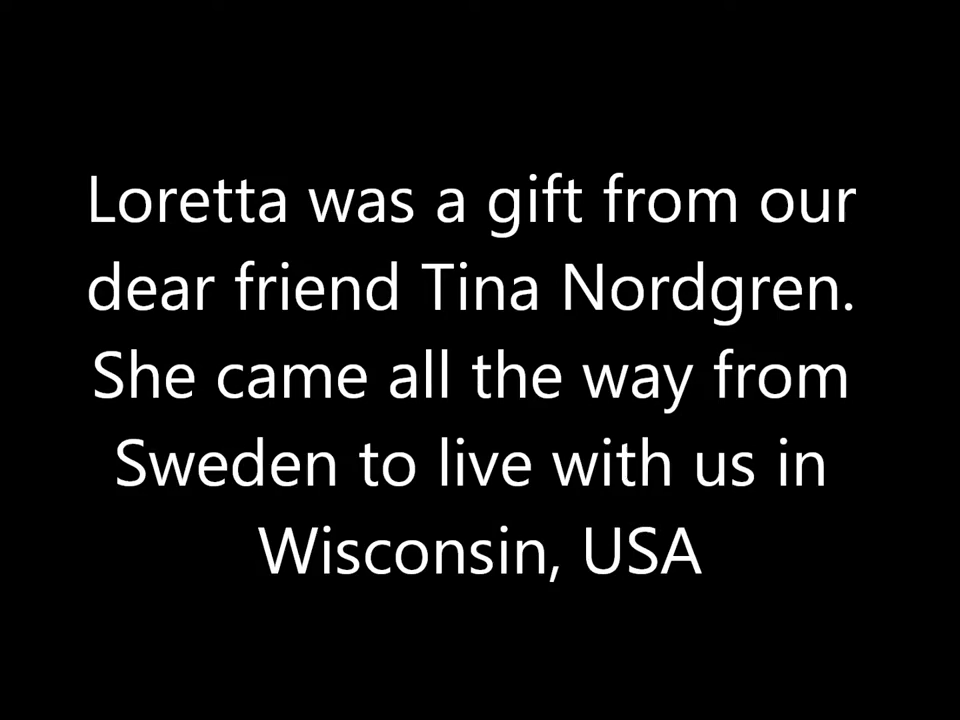 Loretta was a gift from our
dear friend Tina Nordgren.
She came all the way from
Sweden to live with us in
Wisconsin, USA